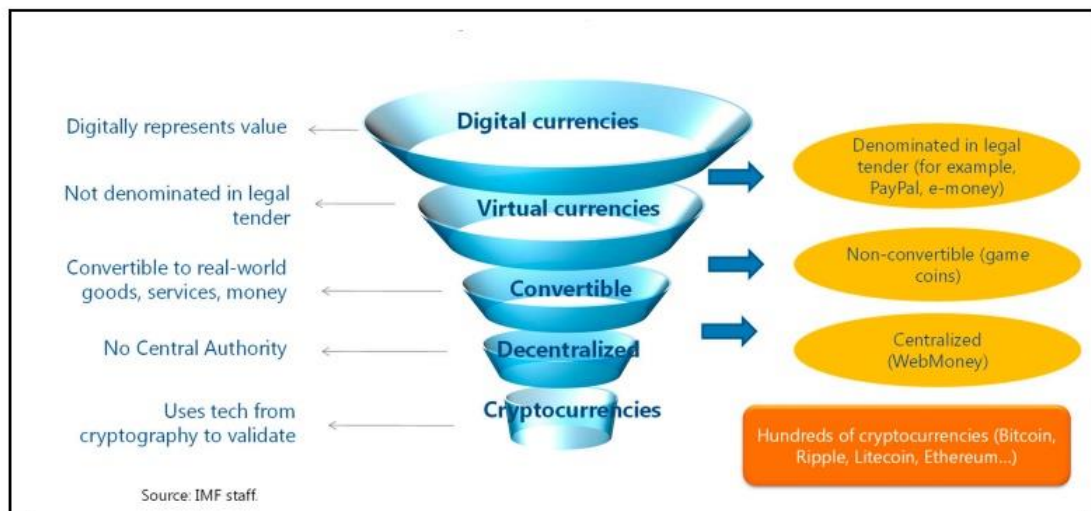 Digitally represents value
Digital currencies
Denominated in legal
tender (for example,
PayPal, e-money)
Not denominated in legal
tender
Virtual currencies
Non-convertible (game
coins)
Convertible to real-world
goods, services, money
Convertible
Centralized
(WebMoney)
No Central Authority
Decentralized
Uses tech from
cryptography to validate
Cryptocurrencies
Hundreds of cryptocurrencies (Bitcoin,
Ripple, Litecoin, Ethereum...)
Source: IMF staff.